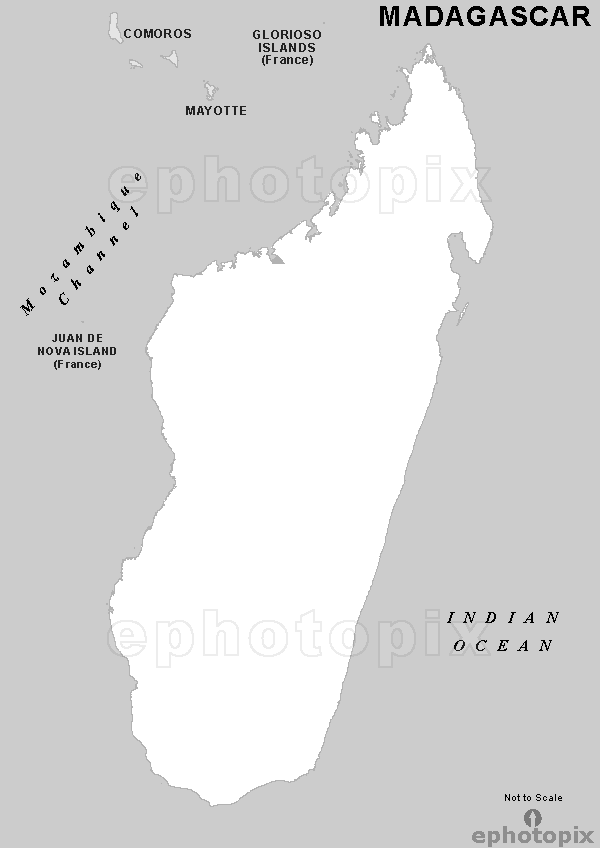 MADAGASCAR
COMOROS
GLORIOSO
ISLANDS
(France)
MAYOTTE
ephotopix
Mozambique
Channel
JUAN DE
NOVA ISLAND
(France)
INDIAN
OCEAN
ephotopix
Not to Scale
ephotopix